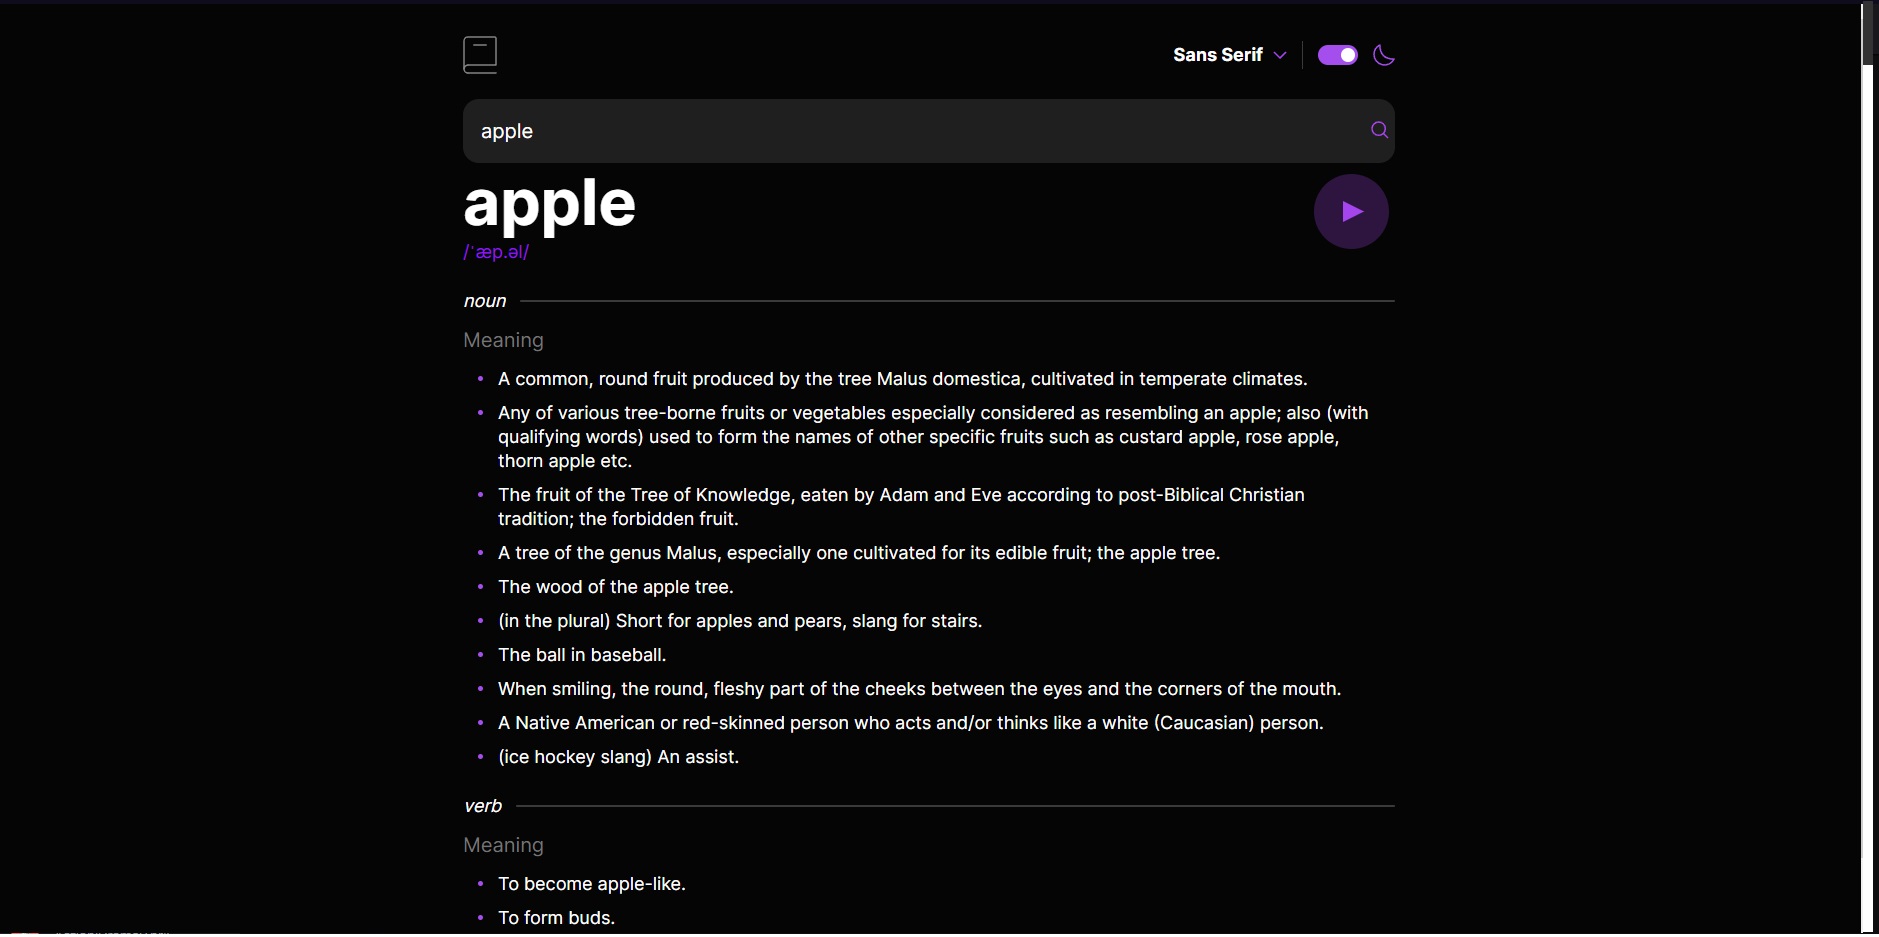 Sans Serif
apple
apple
/ˈæp.əl/
noun
Meaning
A common, round fruit produced by the tree Malus domestica, cultivated in temperate climates.
Any of various tree-borne fruits or vegetables especially considered as resembling an apple; also (with
qualifying words) used to form the names of other specific fruits such as custard apple, rose apple,
thorn apple etc.
The fruit of the Tree of Knowledge, eaten by Adam and Eve according to post-Biblical Christian
tradition; the forbidden fruit.
A tree of the genus Malus, especially one cultivated for its edible fruit; the apple tree.
The wood of the apple tree.
(in the plural) Short for apples and pears, slang for stairs.
The ball in baseball.
When smiling, the round, fleshy part of the cheeks between the eyes and the corners of the mouth.
A Native American or red-skinned person who acts and/or thinks like a white (Caucasian) person.
(ice hockey slang) An assist.
verb
Meaning
To become apple-like.
To form buds.